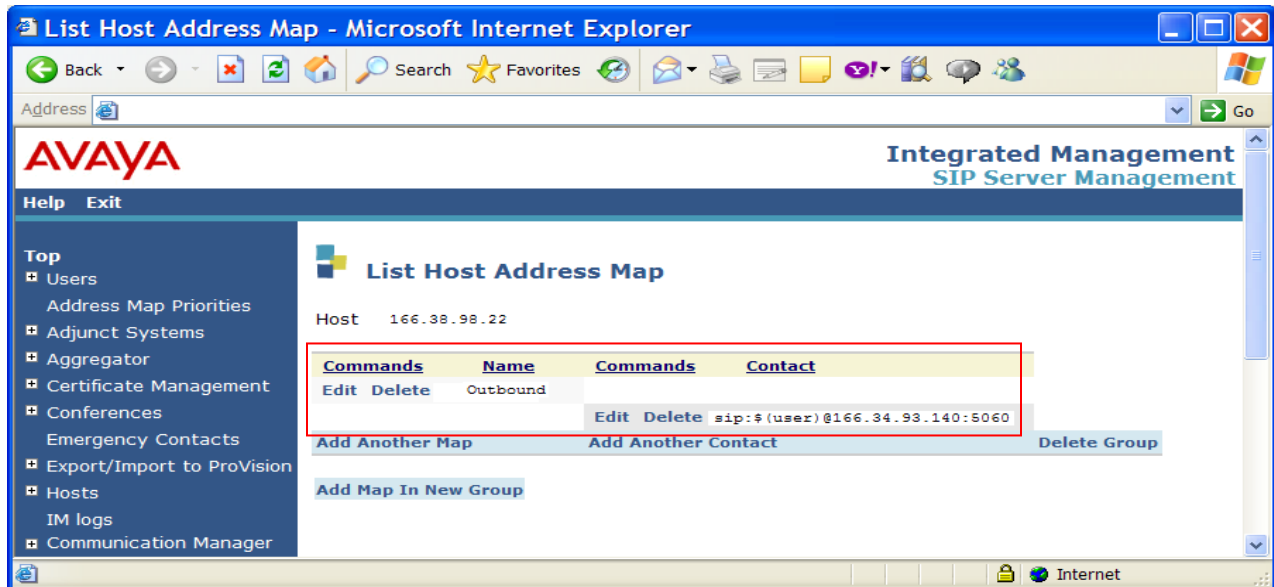 List Host Address Map - Microsoft Internet Explorer
Back Search Favorites
Address Go
AVAYA
Integrated Management
SIP Server Management
Help Exit
Top
Users
Address Map Priorities
Adjunct Systems
Aggregator
Certificate Management
Conferences
Emergency Contacts
Export/Import to ProVision
Hosts
IM logs
Communication Manager
List Host Address Map
Host 166.38.98.22
Commands Name Commands Contact
Edit Delete Outbound
Edit Delete sip:$(user)@166.34.93.140:5060
Add Another Map Add Another Contact Delete Group
Add Map In New Group
Internet